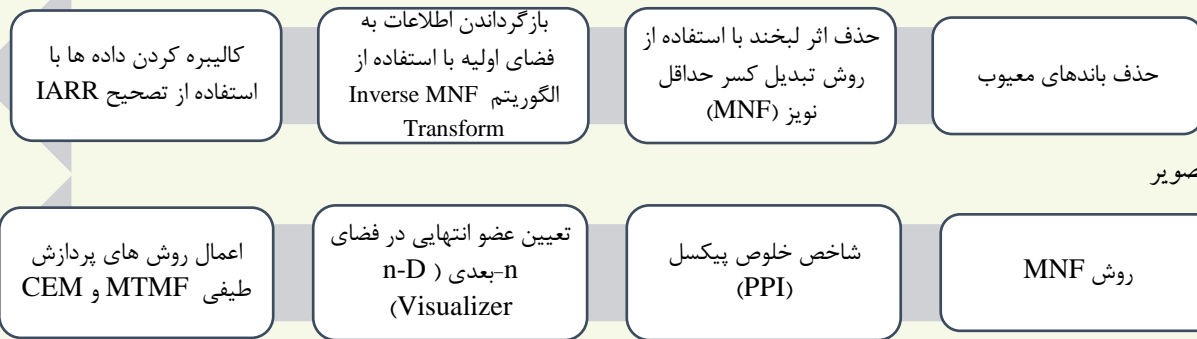 حذف باندهای معیوب
حذف اثر لبخند با استفاده از
روش تبدیل کسر حداقل
نویز (MNF)
بازگرداندن اطلاعات به
فضای اولیه با استفاده از
الگوریتم Inverse MNF
Transform
کالیبره کردن داده ها با
استفاده از تصحیح IARR
روش MNF
شاخص خلوص پیکسل
(PPI)
تعیین عضو انتهایی در فضای
n-بعدی ( n-D
Visualizer)
اعمال روش های پردازش
طیفی MTMF و CEM